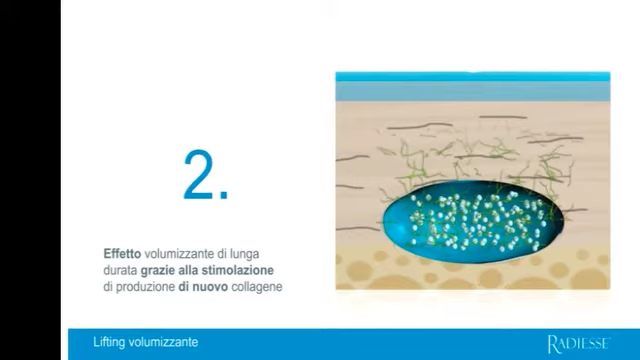 2.
Effetto volumizzante di lunga
durata grazie alla stimolazione
di produzione di nuovo collagene
Lifting volumizzante
RADIESSE